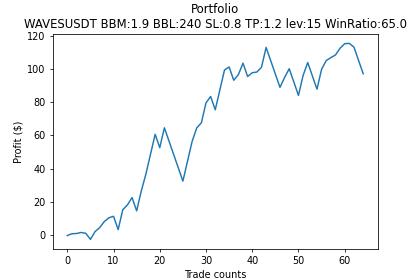 Portfolio
WAVESUSDT BBM:1.9 BBL:240 SL:0.8 TP:1.2 lev:15 WinRatio:65.0
120
100
80
60
40
20
0
Profit ($)
0 10 20 30 40 50 60
Trade counts